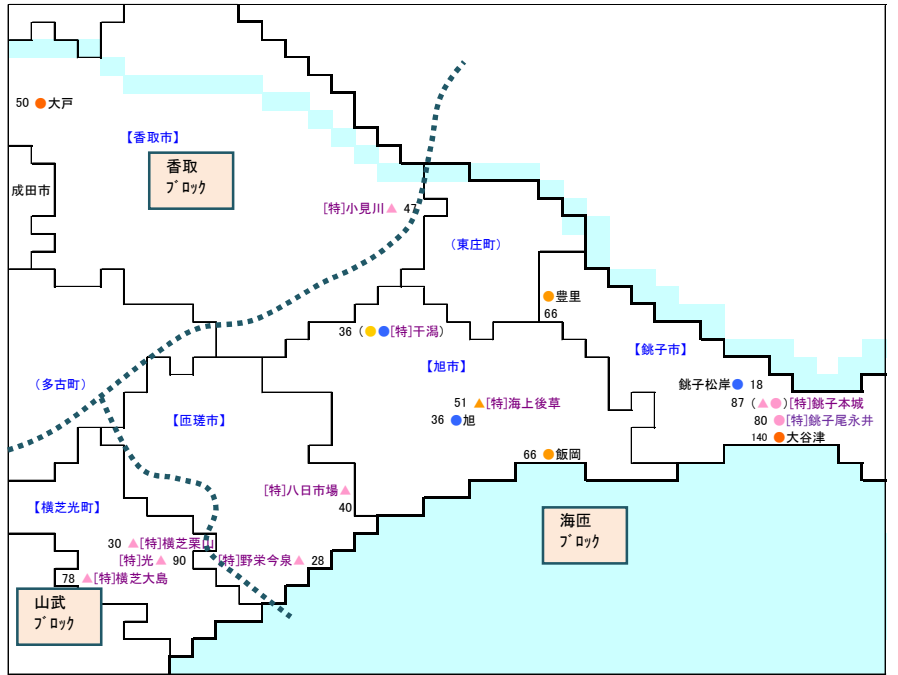 50 ●大戸
【香取市】
香取
ブロック
成田市
[特]小見川▲ 47
(東庄町)
●豊里
66
36 (●●[特]干潟)
【銚子市】
【旭市】
(多古町)
銚子松岸● 18
51 ▲[特]海上後草
87 (▲●)[特]銚子本城
36 ●旭
80 ●[特]銚子尾永井
【匝瑳市】
140 ●大谷津
66 ●飯岡
[特]八日市場▲
40
【横芝光町】
海匝
ブロック
30 ▲[特]横芝栗山
[特]光▲ 90
[特]野栄今泉▲ 28
78 ▲[特]横芝大島
山武
ブロック